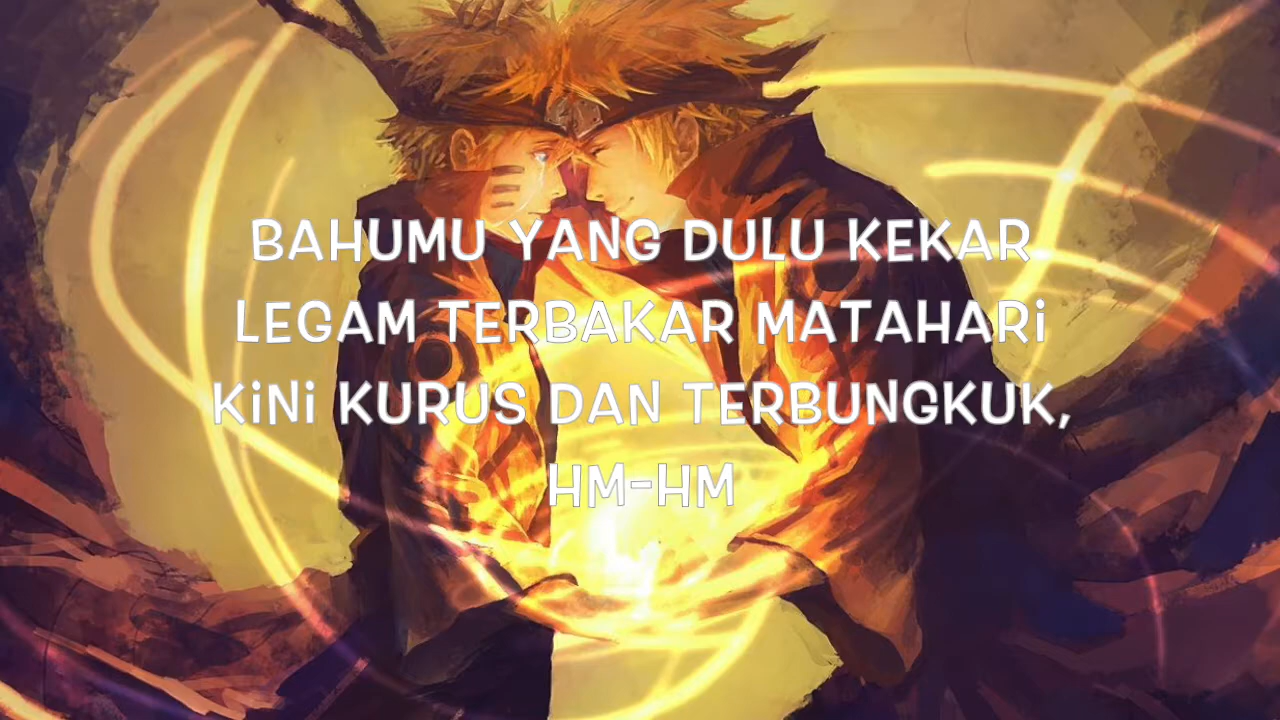 BAHUMU YANG DULU KEKAR
LEGAM TERBAKAR MATAHARi
KiNi KURUS DAN TERBUNGKUK,
HM-HM